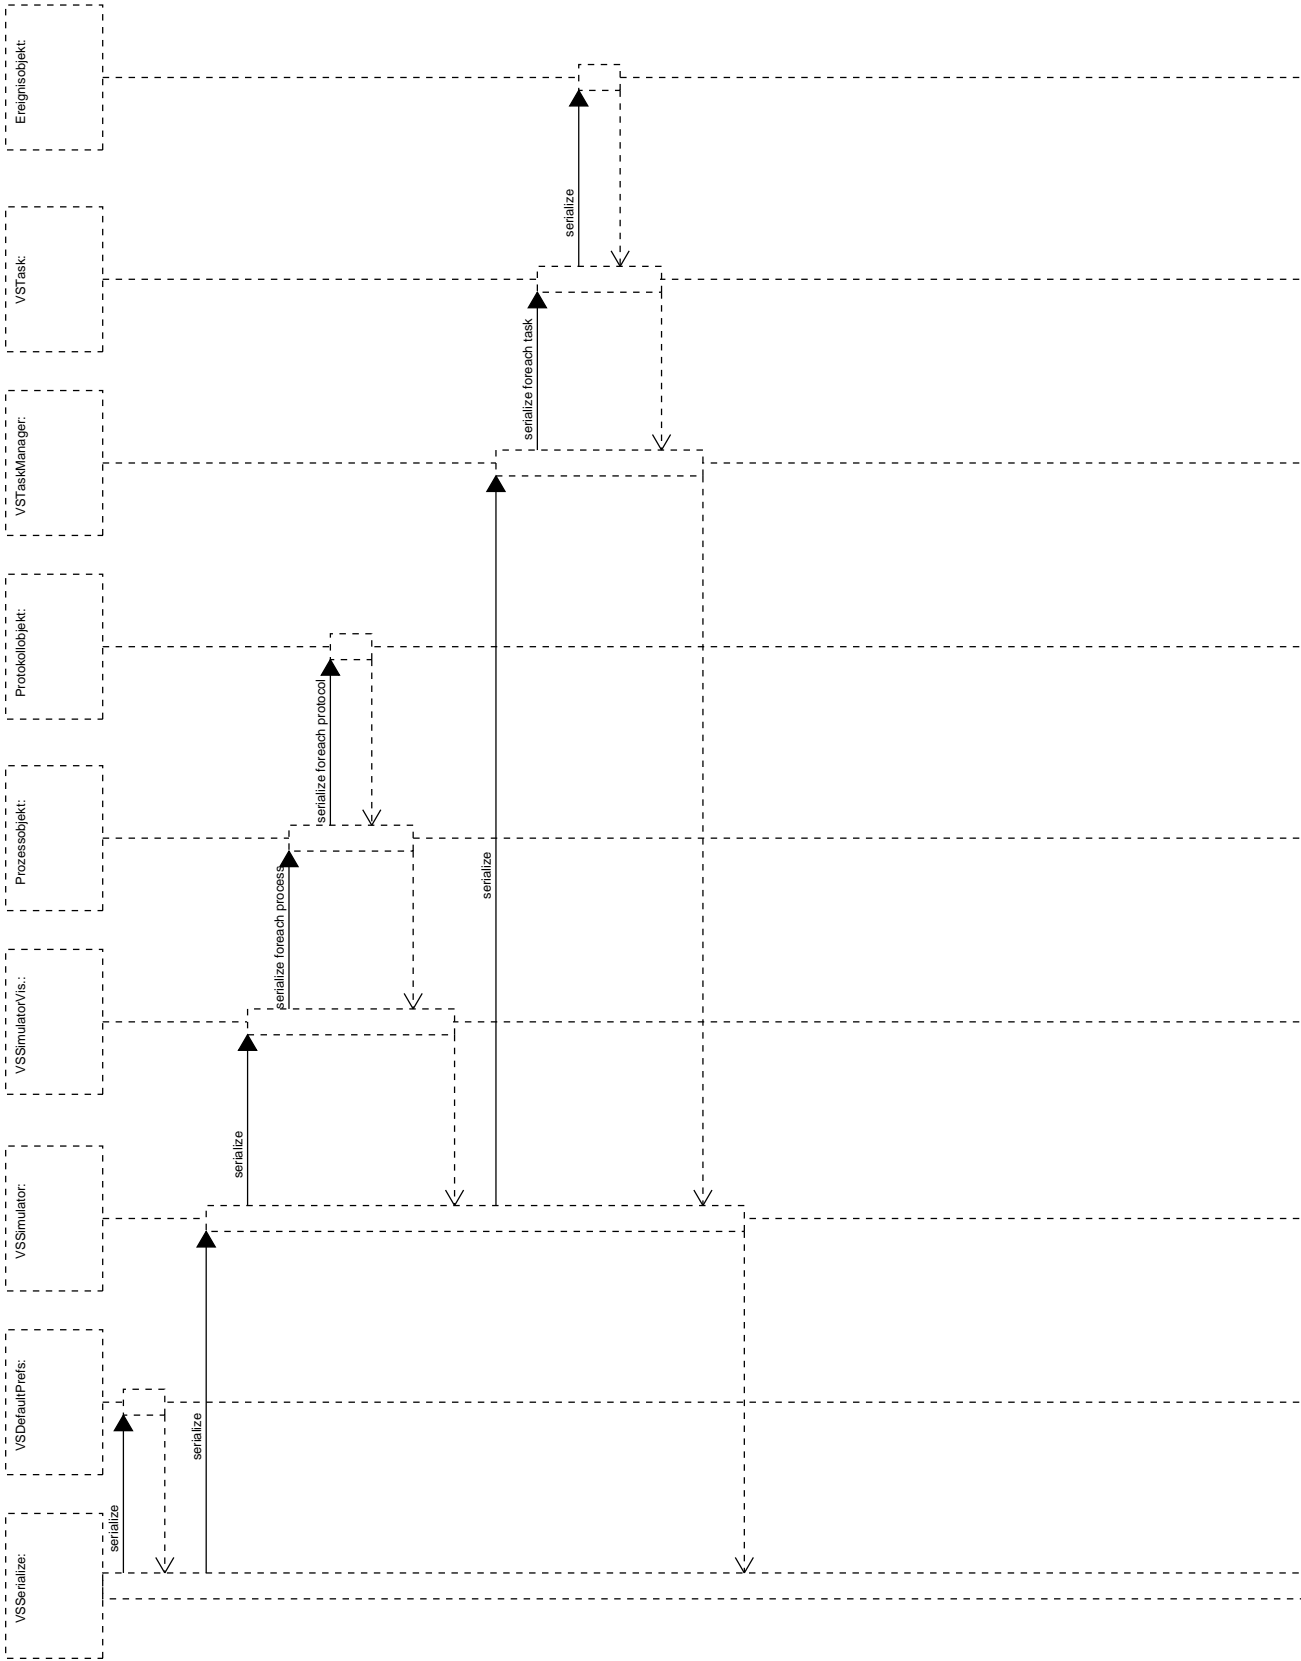 VSSerialize:
VSDefaultPrefs:
VSSimulator:
VSSimulatorVis.:
Prozessobjekt:
Protokollobjekt:
VSTaskManager:
VSTask:
Ereignisobjekt:
serialize
serialize
serialize
serialize foreach process
serialize foreach protocol
serialize
serialize foreach task
serialize